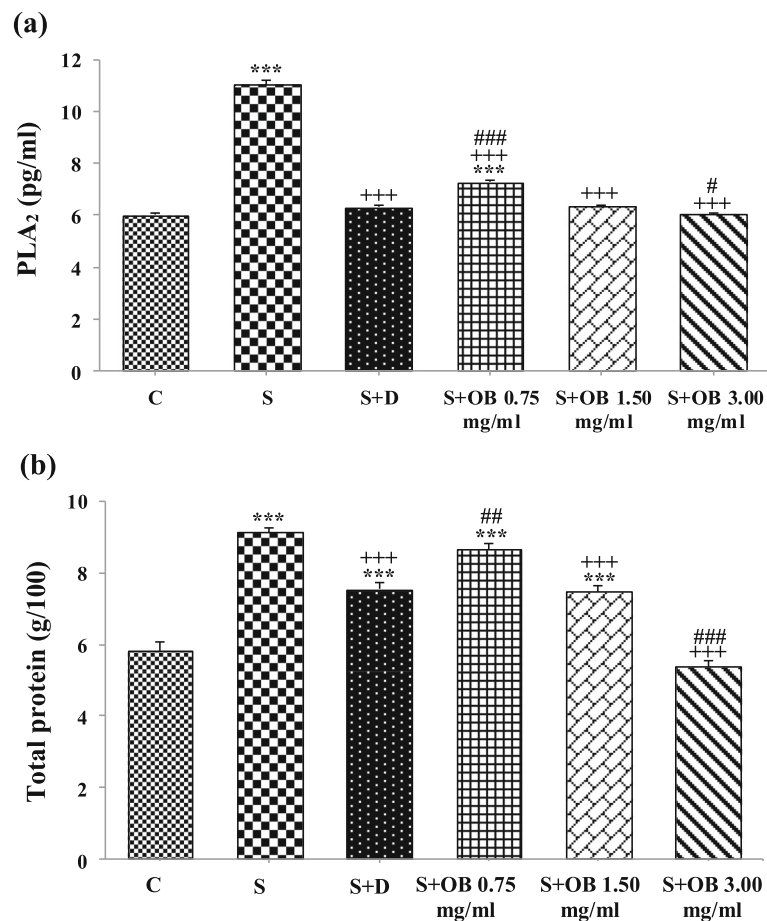 (a)
PLA₂ (pg/ml)
12
10
8
6
4
2
0
***
+++
###
+++
***
+++
#
+++
C
S
S+D
S+OB 0.75
mg/ml
S+OB 1.50
mg/ml
S+OB 3.00
mg/ml
(b)
Total protein (g/100)
10
8
6
4
2
0
***
+++
***
##
***
+++
***
###
+++
C
S
S+D
S+OB 0.75
mg/ml
S+OB 1.50
mg/ml
S+OB 3.00
mg/ml